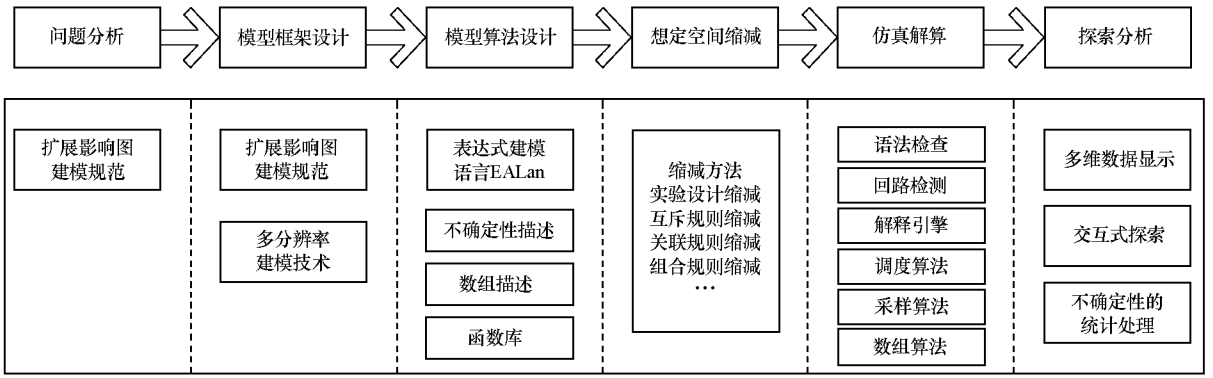 问题分析
模型框架设计
模型算法设计
想定空间缩减
仿真解算
探索分析
扩展影响图
建模规范
扩展影响图
建模规范
多分辨率
建模技术
表达式建模
语言EALan
不确定性描述
数组描述
函数库
缩减方法
实验设计缩减
互斥规则缩减
关联规则缩减
组合规则缩减
…
语法检查
回路检测
解释引擎
调度算法
采样算法
数组算法
多维数据显示
交互式探索
不确定性的
统计处理